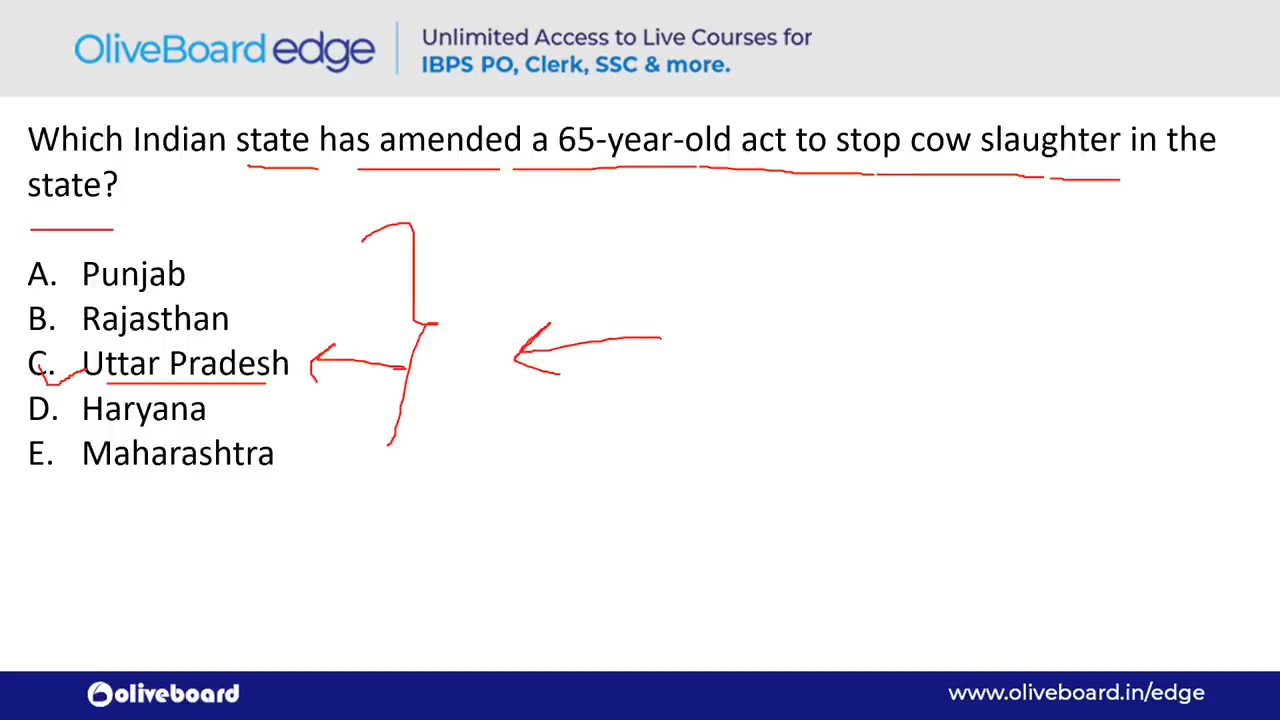 OliveBoard edge
Unlimited Access to Live Courses for
IBPS PO, Clerk, SSC & more.
Which Indian state has amended a 65-year-old act to stop cow slaughter in the
state?
A. Punjab
B. Rajasthan
C. Uttar Pradesh
D. Haryana
E. Maharashtra
oliveboard
www.oliveboard.in/edge